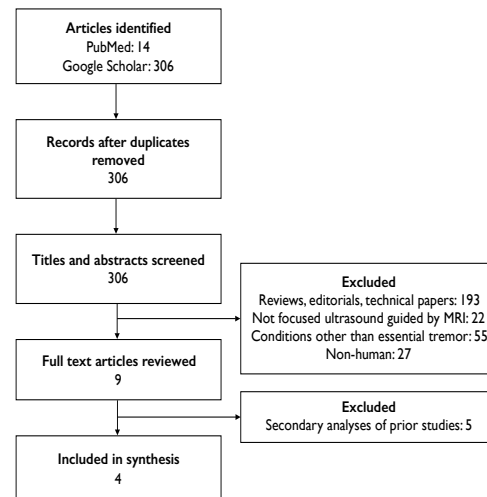 Articles identified
PubMed: 14
Google Scholar: 306
Records after duplicates
removed
306
Titles and abstracts screened
306
Excluded
Reviews, editorials, technical papers: 193
Not focused ultrasound guided by MRI: 22
Conditions other than essential tremor: 55
Non-human: 27
Full text articles reviewed
9
Excluded
Secondary analyses of prior studies: 5
Included in synthesis
4